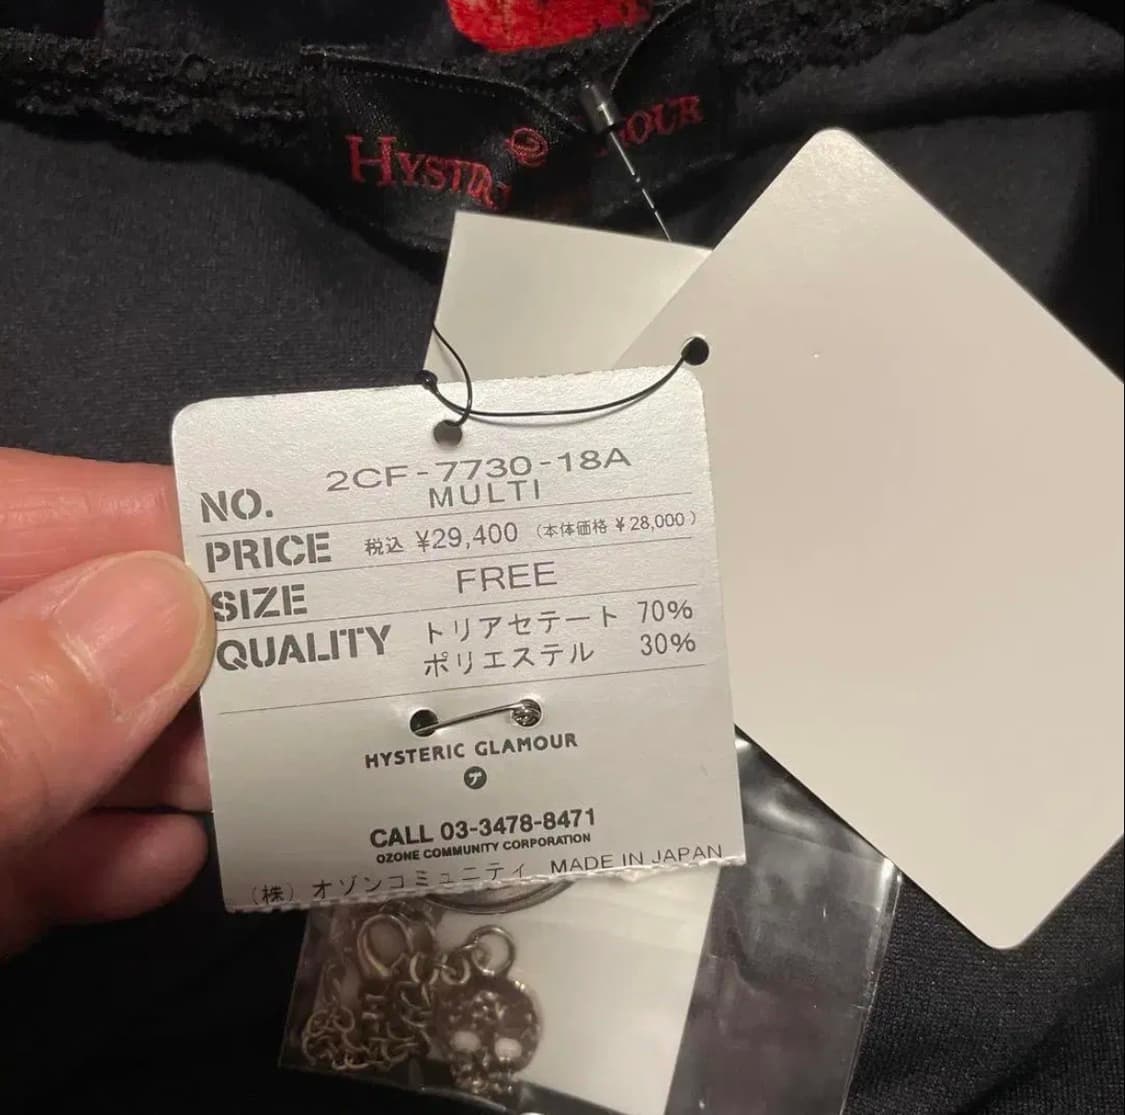 HYSTERIC
OUR
NO. 2CF-7730-18A
MULTI
PRICE 税込 ¥29,400 (本体価格 ¥28,000)
SIZE FREE
QUALITY トリアセテート 70%
ポリエステル 30%
HYSTERIC GLAMOUR
CALL 03-3478-8471
OZONE COMMUNITY CORPORATION
(株) オゾンコミュニティ MADE IN JAPAN